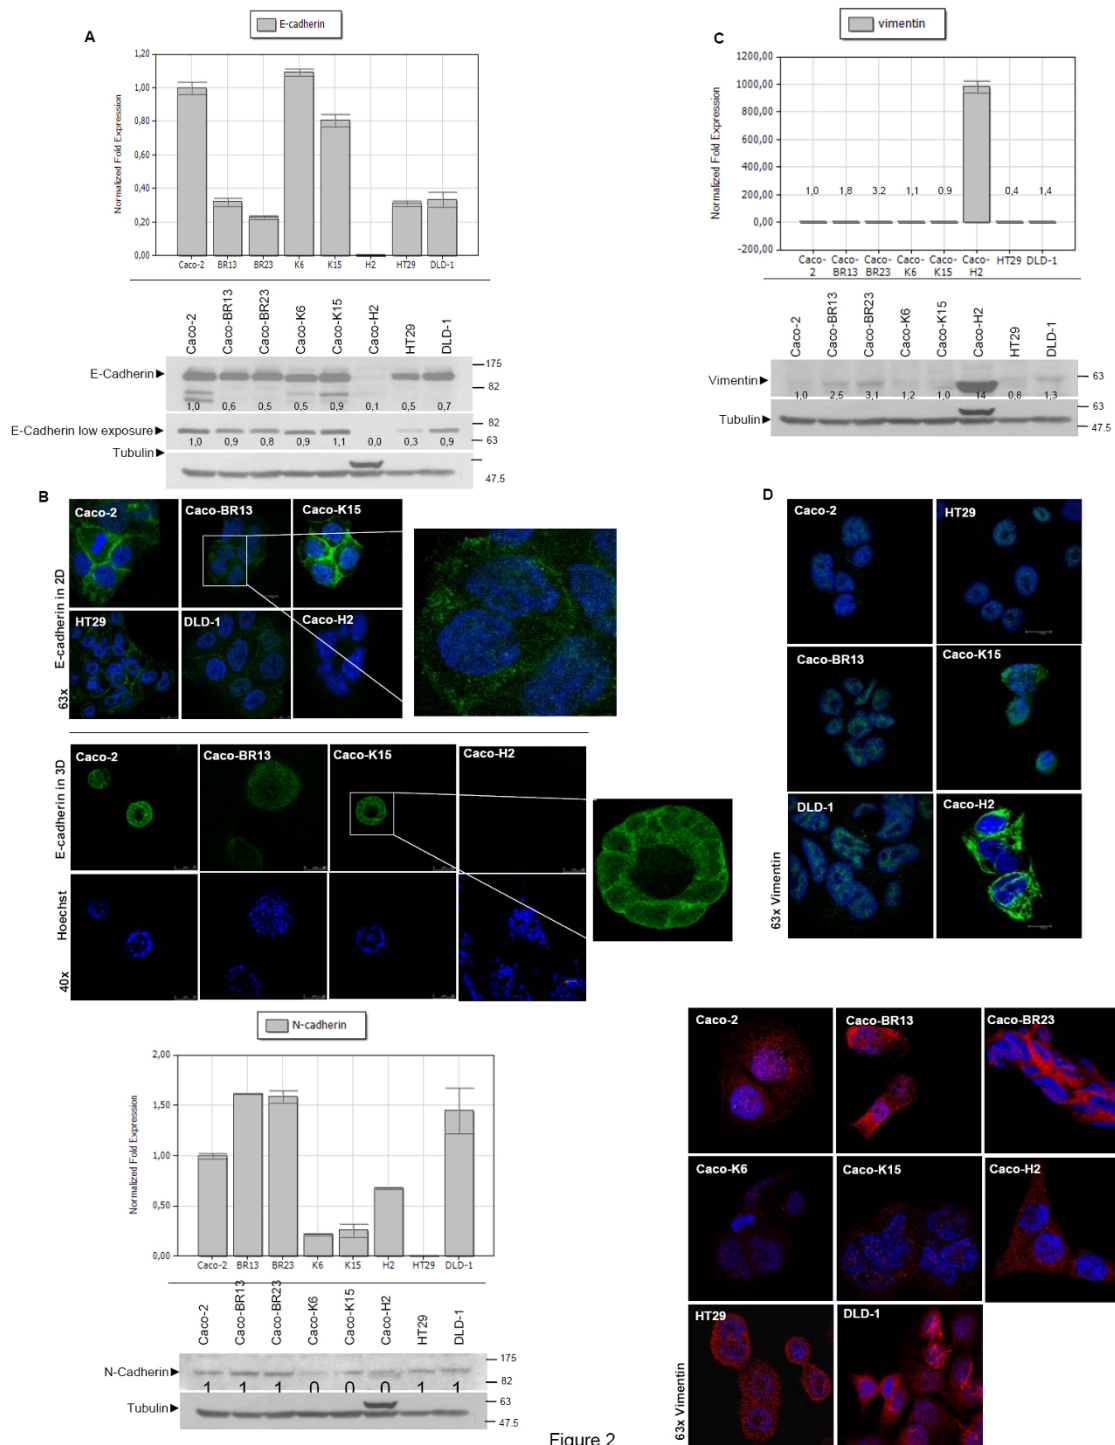 A
E-cadherin
1,20
1,00
0,80
0,60
0,40
0,20
0,00
Normalized Fold Expression
Caco-2 BR13 BR23 K6 K15 H2 HT29 DLD-1
Caco-2 Caco-BR13 Caco-BR23 Caco-K6 Caco-K15 Caco-H2 HT29 DLD-1
E-Cadherin
175
82
1,0 0,6 0,5 0,5 0,9 0,1 0,5 0,7
E-Cadherin low exposure
82
63
1,0 0,9 0,8 0,9 1,1 0,0 0,3 0,9
Tubulin
47.5
C
vimentin
1000,00
800,00
600,00
400,00
200,00
0,00
-200,00
Normalized Fold Expression
1,0 1,8 3,2 1,1 0,9 0,4 1,4
Caco-2 Caco-BR13 Caco-BR23 Caco-K6 Caco-K15 Caco-H2 HT29 DLD-1
Caco-2 Caco-BR13 Caco-BR23 Caco-K6 Caco-K15 Caco-H2 HT29 DLD-1
Vimentin
63
1,0 2,5 3,1 1,2 1,0 14 0,8 1,3
Tubulin
63
47.5
B
Caco-2 Caco-BR13 Caco-K15
HT29 DLD-1 Caco-H2
E-cadherin in 2D
63x
Caco-2 Caco-BR13 Caco-K15 Caco-H2
E-cadherin in 3D
Hoechst
40x
D
Caco-2 HT29
Caco-BR13 Caco-K15
DLD-1 Caco-H2
63x Vimentin
N-cadherin
2,00
1,50
1,00
0,50
0,00
Normalized Fold Expression
Caco-2 BR13 BR23 K6 K15 H2 HT29 DLD-1
Caco-2 Caco-BR13 Caco-BR23 Caco-K6 Caco-K15 Caco-H2 HT29 DLD-1
N-Cadherin
175
82
1 1 1 0 0 0 1 1
Tubulin
63
47.5
Caco-2 Caco-BR13 Caco-BR23
Caco-K6 Caco-K15 Caco-H2
HT29 DLD-1
63x Vimentin
Figure 2